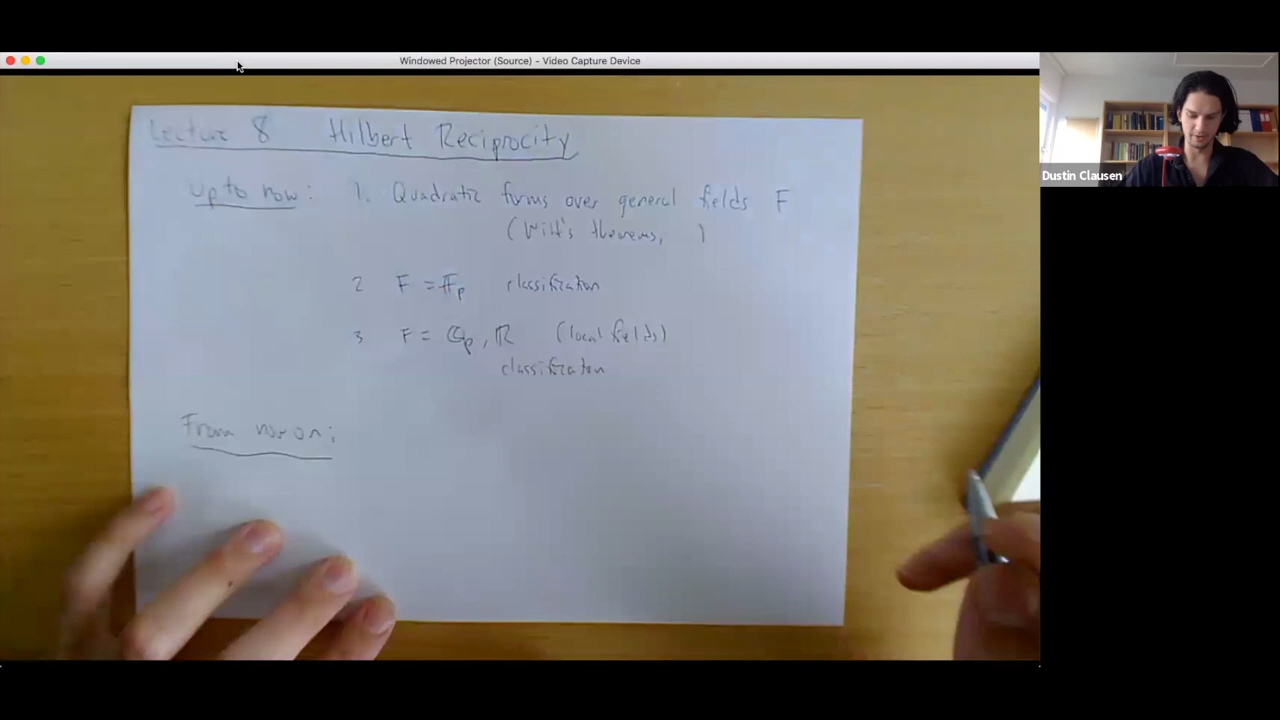 Windowed Projector (Source) - Video Capture Device
Lecture 8 Hilbert Reciprocity
Dustin Clausen
up to now: 1. Quadratic forms over general fields F
(Witt's theorems, )
2 F = 𝔽p classification
3 F = ℚp, ℝ (local fields)
classification
From now on: